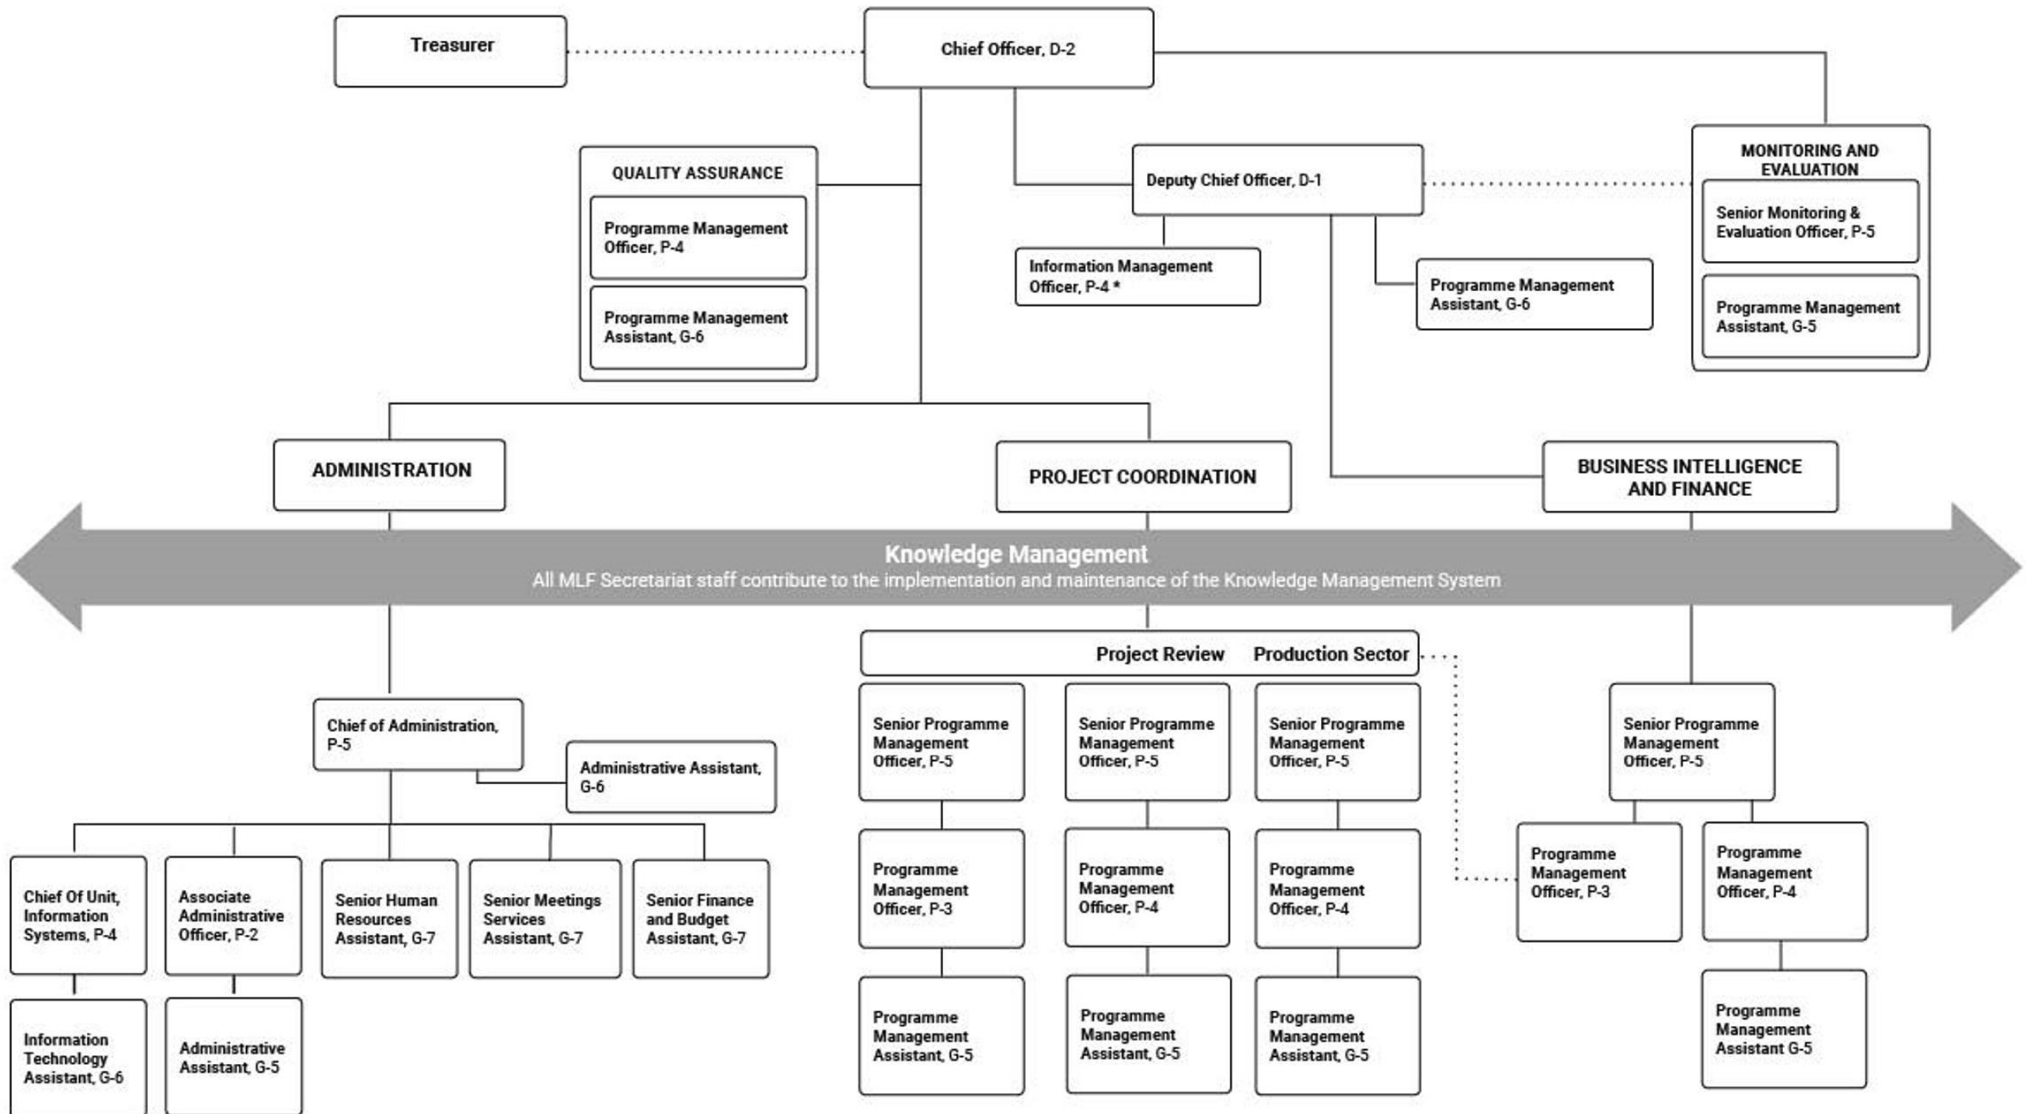 Treasurer
Chief Officer, D-2
QUALITY ASSURANCE
Programme Management
Officer, P-4
Programme Management
Assistant, G-6
Deputy Chief Officer, D-1
Information Management
Officer, P-4 *
Programme Management
Assistant, G-6
MONITORING AND
EVALUATION
Senior Monitoring &
Evaluation Officer, P-5
Programme Management
Assistant, G-5
ADMINISTRATION
PROJECT COORDINATION
BUSINESS INTELLIGENCE
AND FINANCE
Knowledge Management
All MLF Secretariat staff contribute to the implementation and maintenance of the Knowledge Management System
Chief of Administration,
P-5
Administrative Assistant,
G-6
Chief Of Unit,
Information
Systems, P-4
Associate
Administrative
Officer, P-2
Senior Human
Resources
Assistant, G-7
Senior Meetings
Services
Assistant, G-7
Senior Finance
and Budget
Assistant, G-7
Information
Technology
Assistant, G-6
Administrative
Assistant, G-5
Project Review
Production Sector
Senior Programme
Management
Officer, P-5
Senior Programme
Management
Officer, P-5
Senior Programme
Management
Officer, P-5
Programme
Management
Officer, P-3
Programme
Management
Officer, P-4
Programme
Management
Officer, P-4
Programme
Management
Assistant, G-5
Programme
Management
Assistant, G-5
Programme
Management
Assistant, G-5
Senior Programme
Management
Officer, P-5
Programme
Management
Officer, P-3
Programme
Management
Officer, P-4
Programme
Management
Assistant G-5